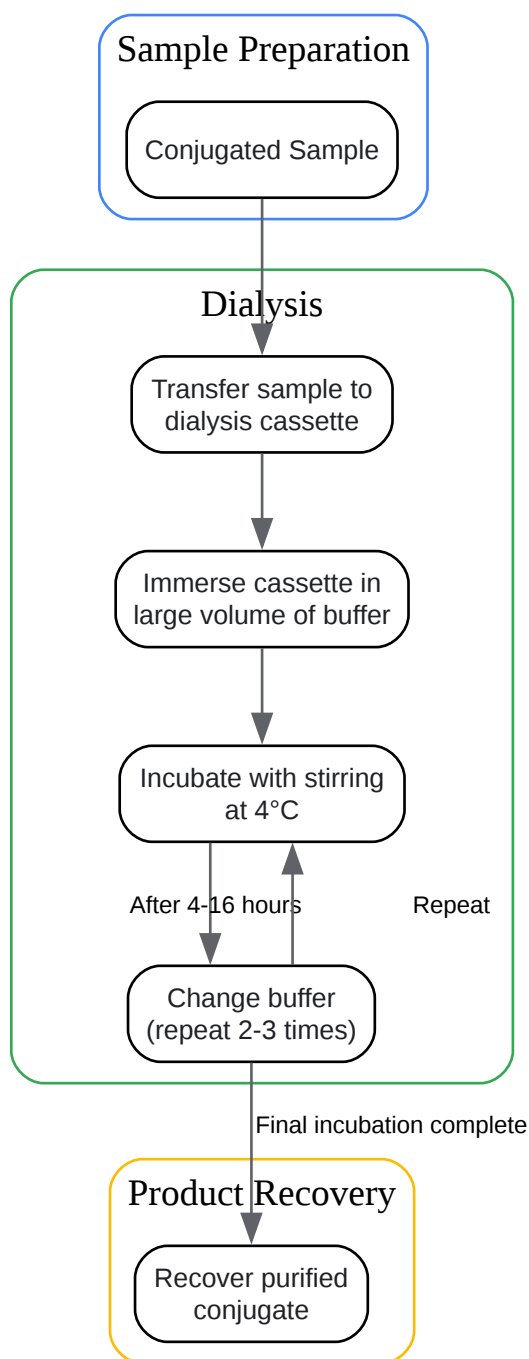 Sample Preparation
Conjugated Sample
Dialysis
Transfer sample to
dialysis cassette
Immerse cassette in
large volume of buffer
Incubate with stirring
at 4°C
After 4-16 hours
Repeat
Change buffer
(repeat 2-3 times)
Final incubation complete
Product Recovery
Recover purified
conjugate